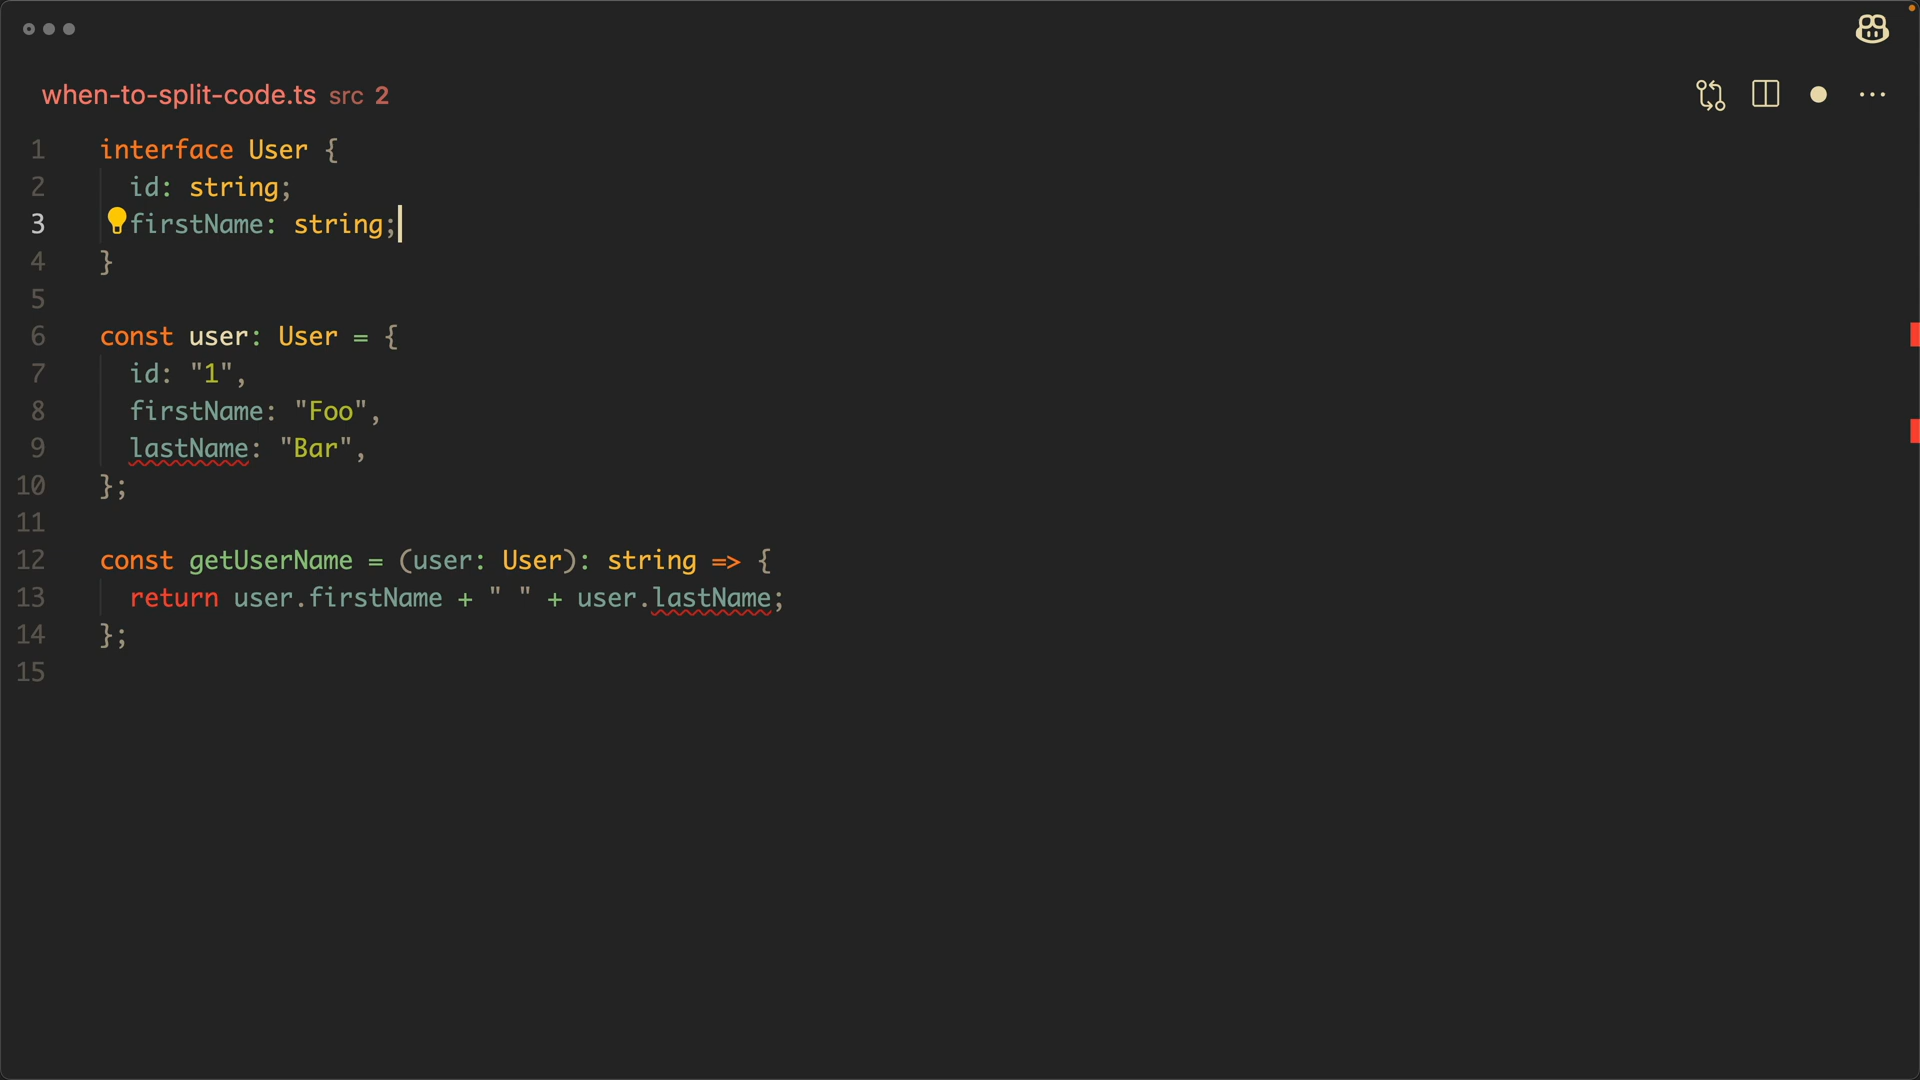 when-to-split-code.ts src 2
1 interface User {
2 id: string;
3 firstName: string;
4 }
5
6 const user: User = {
7 id: "1",
8 firstName: "Foo",
9 lastName: "Bar",
10 };
11
12 const getUserName = (user: User): string => {
13 return user.firstName + " " + user.lastName;
14 };
15